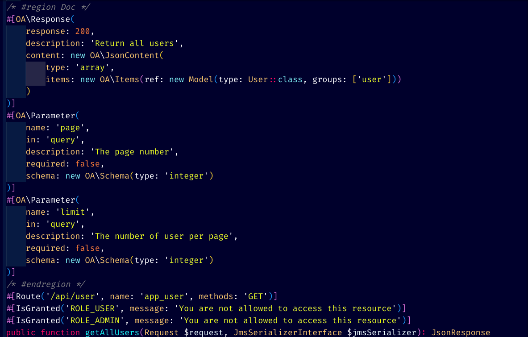 /* #region Doc */
#[OA\Response(
    response: 200,
    description: 'Return all users',
    content: new OA\JsonContent(
        type: 'array',
        items: new OA\Items(ref: new Model(type: User::class, groups: ['user']))
    )
)]
#[OA\Parameter(
    name: 'page',
    in: 'query',
    description: 'The page number',
    required: false,
    schema: new OA\Schema(type: 'integer')
)]
#[OA\Parameter(
    name: 'limit',
    in: 'query',
    description: 'The number of user per page',
    required: false,
    schema: new OA\Schema(type: 'integer')
)]
/* #endregion */
#[Route('/api/user', name: 'app_user', methods: 'GET')]
#[IsGranted('ROLE_USER', message: 'You are not allowed to access this resource')]
#[IsGranted('ROLE_ADMIN', message: 'You are not allowed to access this resource')]
public function getAllUsers(Request $request, JmsSerializerInterface $jmsSerializer): JsonResponse